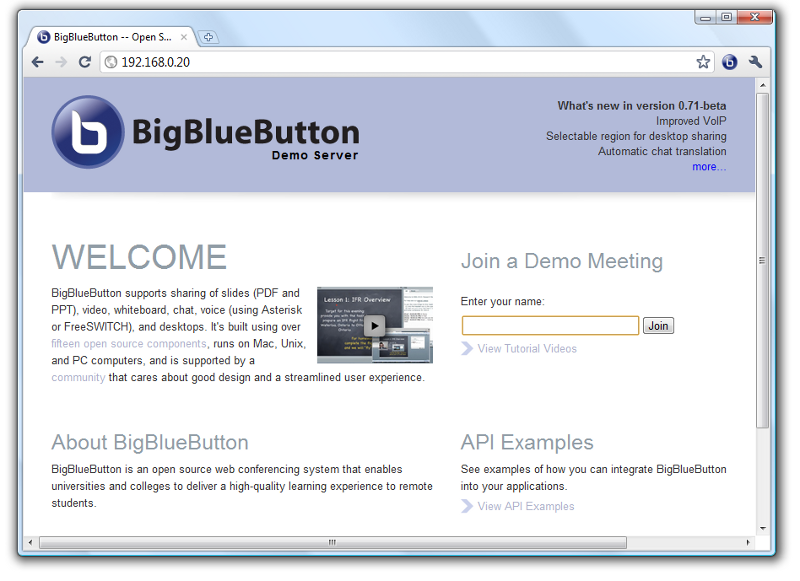 BigBlueButton -- Open S...
192.168.0.20
BigBlueButton
Demo Server
What's new in version 0.71-beta
Improved VoIP
Selectable region for desktop sharing
Automatic chat translation
more...
WELCOME
BigBlueButton supports sharing of slides (PDF and
PPT), video, whiteboard, chat, voice (using Asterisk
or FreeSWITCH), and desktops. It's built using over
fifteen open source components, runs on Mac, Unix,
and PC computers, and is supported by a
community that cares about good design and a streamlined user experience.
Lesson 1: IFR Overview
Join a Demo Meeting
Enter your name:
Join
View Tutorial Videos
About BigBlueButton
BigBlueButton is an open source web conferencing system that enables
universities and colleges to deliver a high-quality learning experience to remote
students.
API Examples
See examples of how you can integrate BigBlueButton
into your applications.
View API Examples